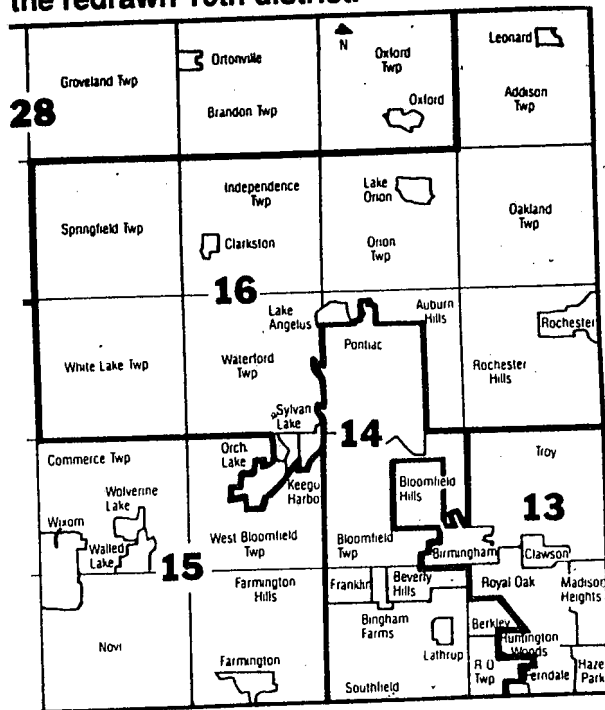 the redrawn 16th district.
N
Leonard
Groveland Twp
Ortonville
Oxford
Twp
Addison
Twp
Brandon Twp
Oxford
28
Independence
Twp
Lake
Orion
Oakland
Twp
Springfield Twp
Clarkston
Orion
Twp
16
Lake
Angelus
Auburn
Hills
Rochester
Pontiac
White Lake Twp
Waterford
Twp
Rochester
Hills
Sylvan
Lake
14
Orch.
Lake
Troy
Commerce Twp
Keego
Harbo
Bloomfield
Hills
13
Wolverine
Lake
Wixom
West Bloomfield
Twp
Bloomfield
Twp
Birmingham
Clawson
Walled
Lake
15
Farmington
Hills
Franklin
Beverly
Hills
Royal Oak
Madison
Heights
Bingham
Farms
Berkley
Huntington
Woods
Novi
Lathrup
Farmington
R O
Twp
Ferndale
Haze
Park
Southfield